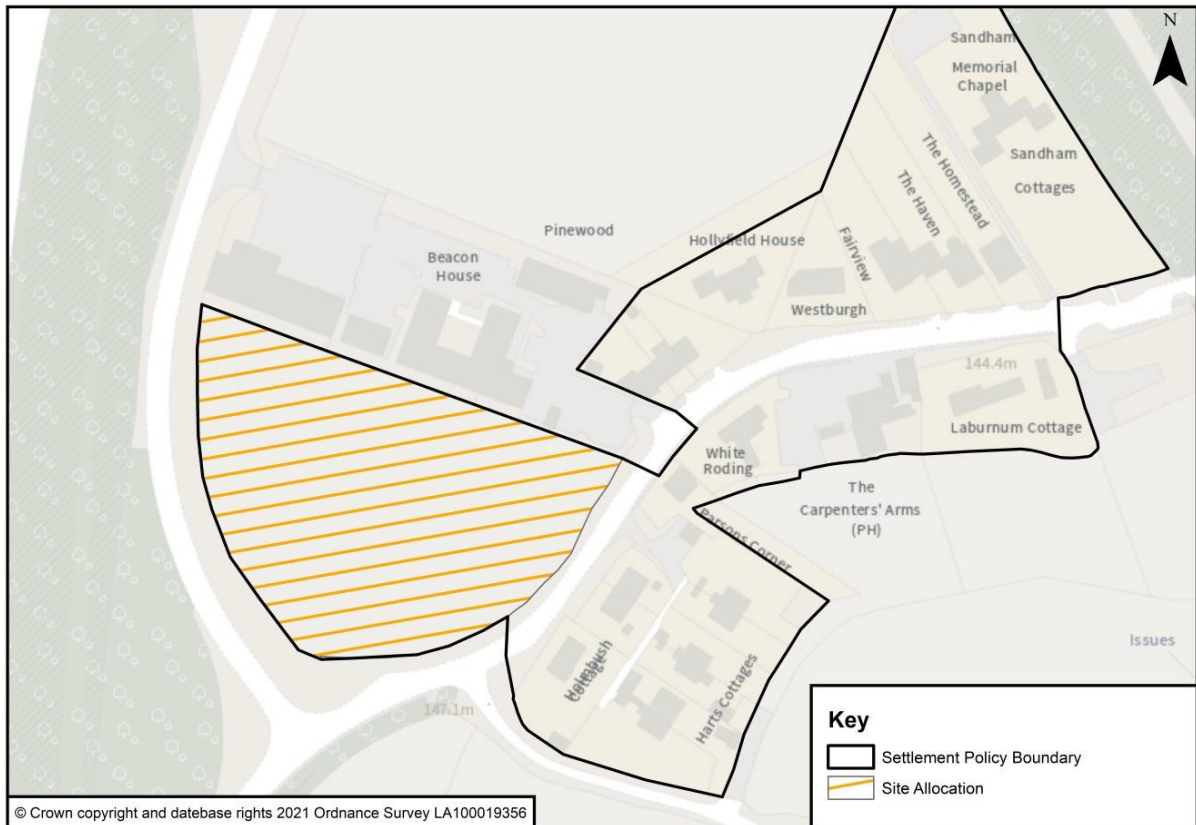 N
Sandham
Memorial
Chapel
Sandham
Cottages
The Homestead
The Haven
Fairview
Pinewood
Hollyfield House
Beacon
House
Westburgh
144.4m
Laburnum Cottage
White
Roding
The
Carpenters' Arms
(PH)
Parsons Corner
Issues
Holmbush
Cottage
Harts Cottages
147.1m
Key
Settlement Policy Boundary
Site Allocation
© Crown copyright and datebase rights 2021 Ordnance Survey LA100019356